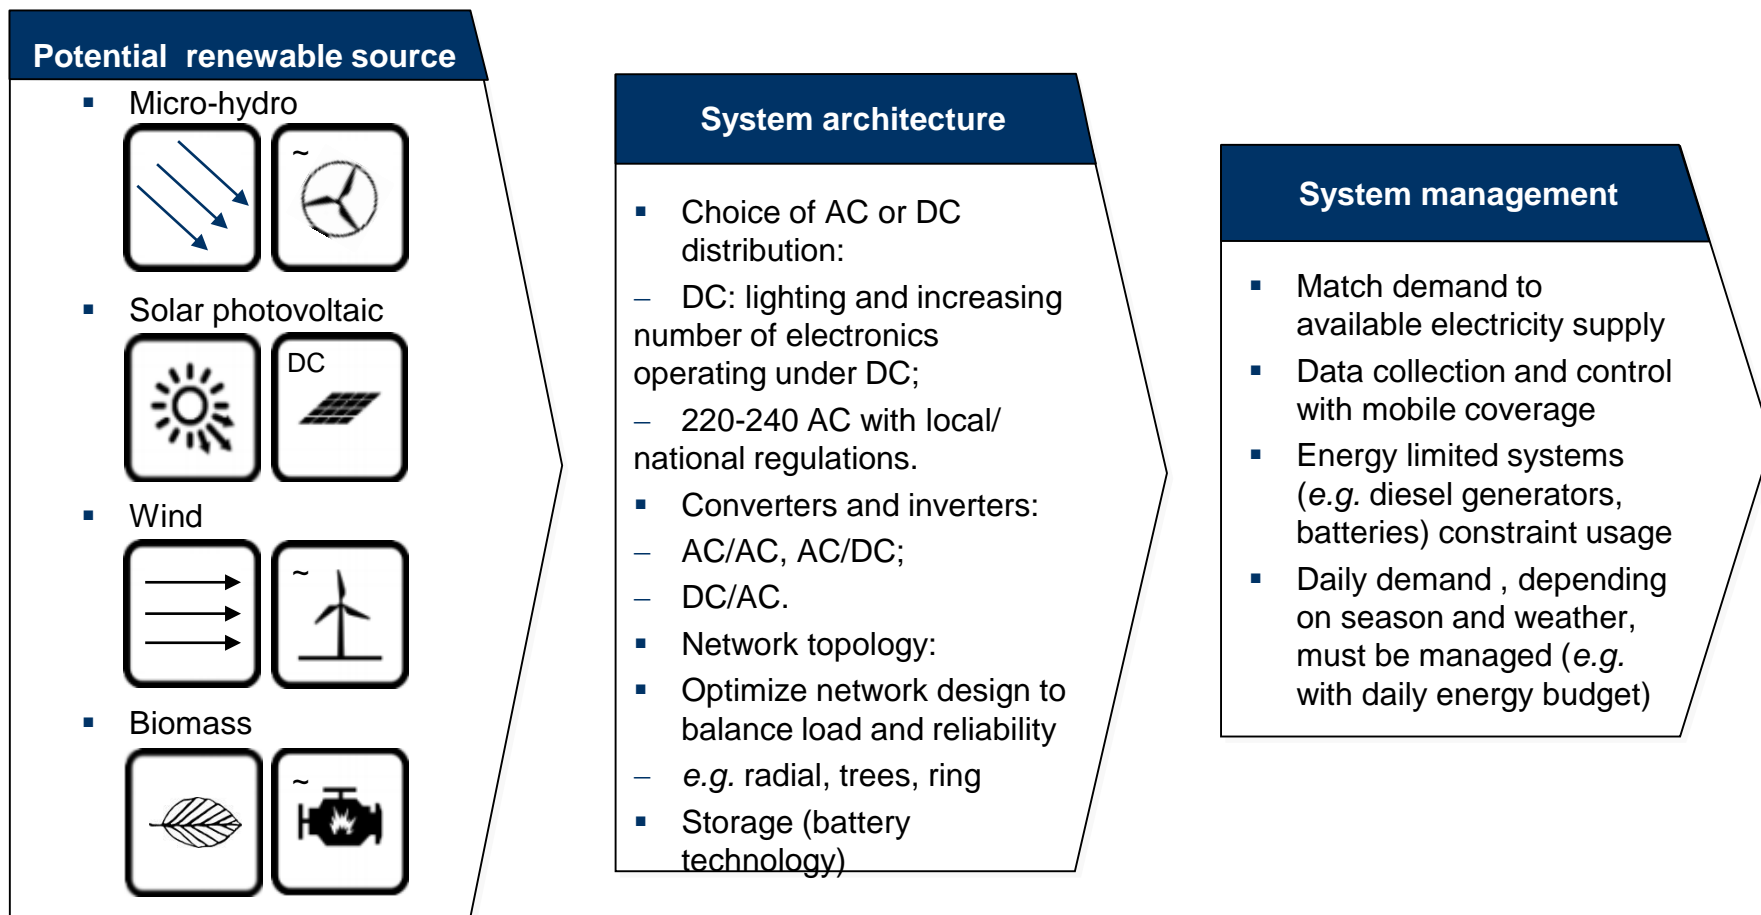 Potential  renewable source
▪ Micro-hydro
~
▪ Solar photovoltaic
DC
▪ Wind
~
▪ Biomass
~
System architecture
▪ Choice of AC or DC
distribution:
– DC: lighting and increasing
number of electronics
operating under DC;
– 220-240 AC with local/
national regulations.
▪ Converters and inverters:
– AC/AC, AC/DC;
– DC/AC.
▪ Network topology:
▪ Optimize network design to
balance load and reliability
– e.g. radial, trees, ring
▪ Storage (battery
technology)
System management
▪ Match demand to
available electricity supply
▪ Data collection and control
with mobile coverage
▪ Energy limited systems
(e.g. diesel generators,
batteries) constraint usage
▪ Daily demand , depending
on season and weather,
must be managed (e.g.
with daily energy budget)